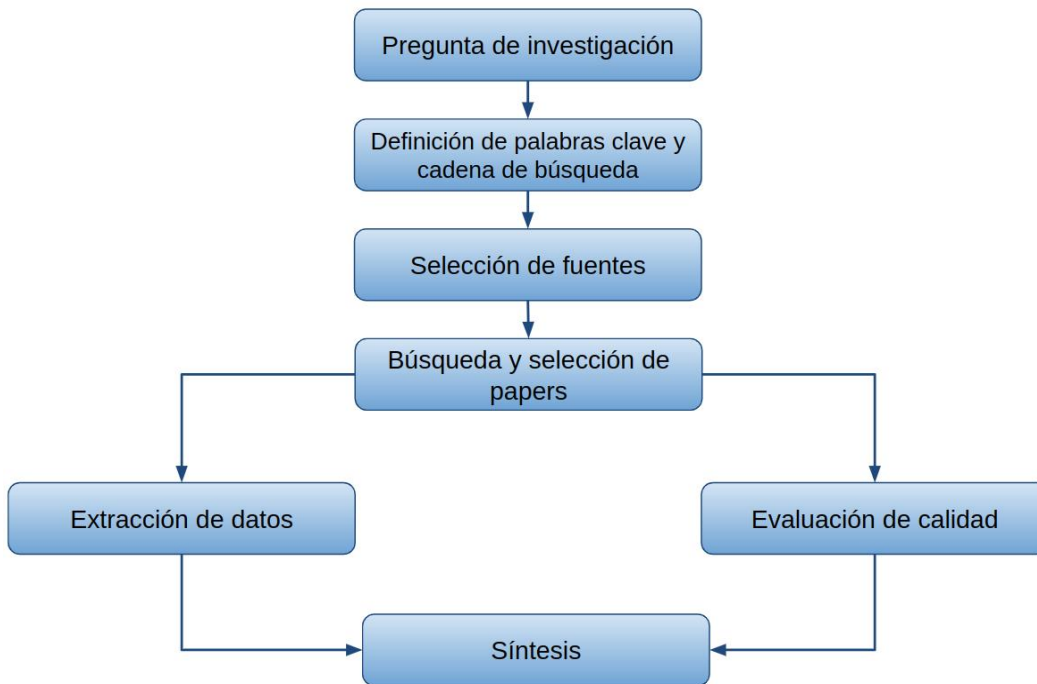 Pregunta de investigación
Definición de palabras clave y
cadena de búsqueda
Selección de fuentes
Búsqueda y selección de
papers
Extracción de datos
Evaluación de calidad
Síntesis